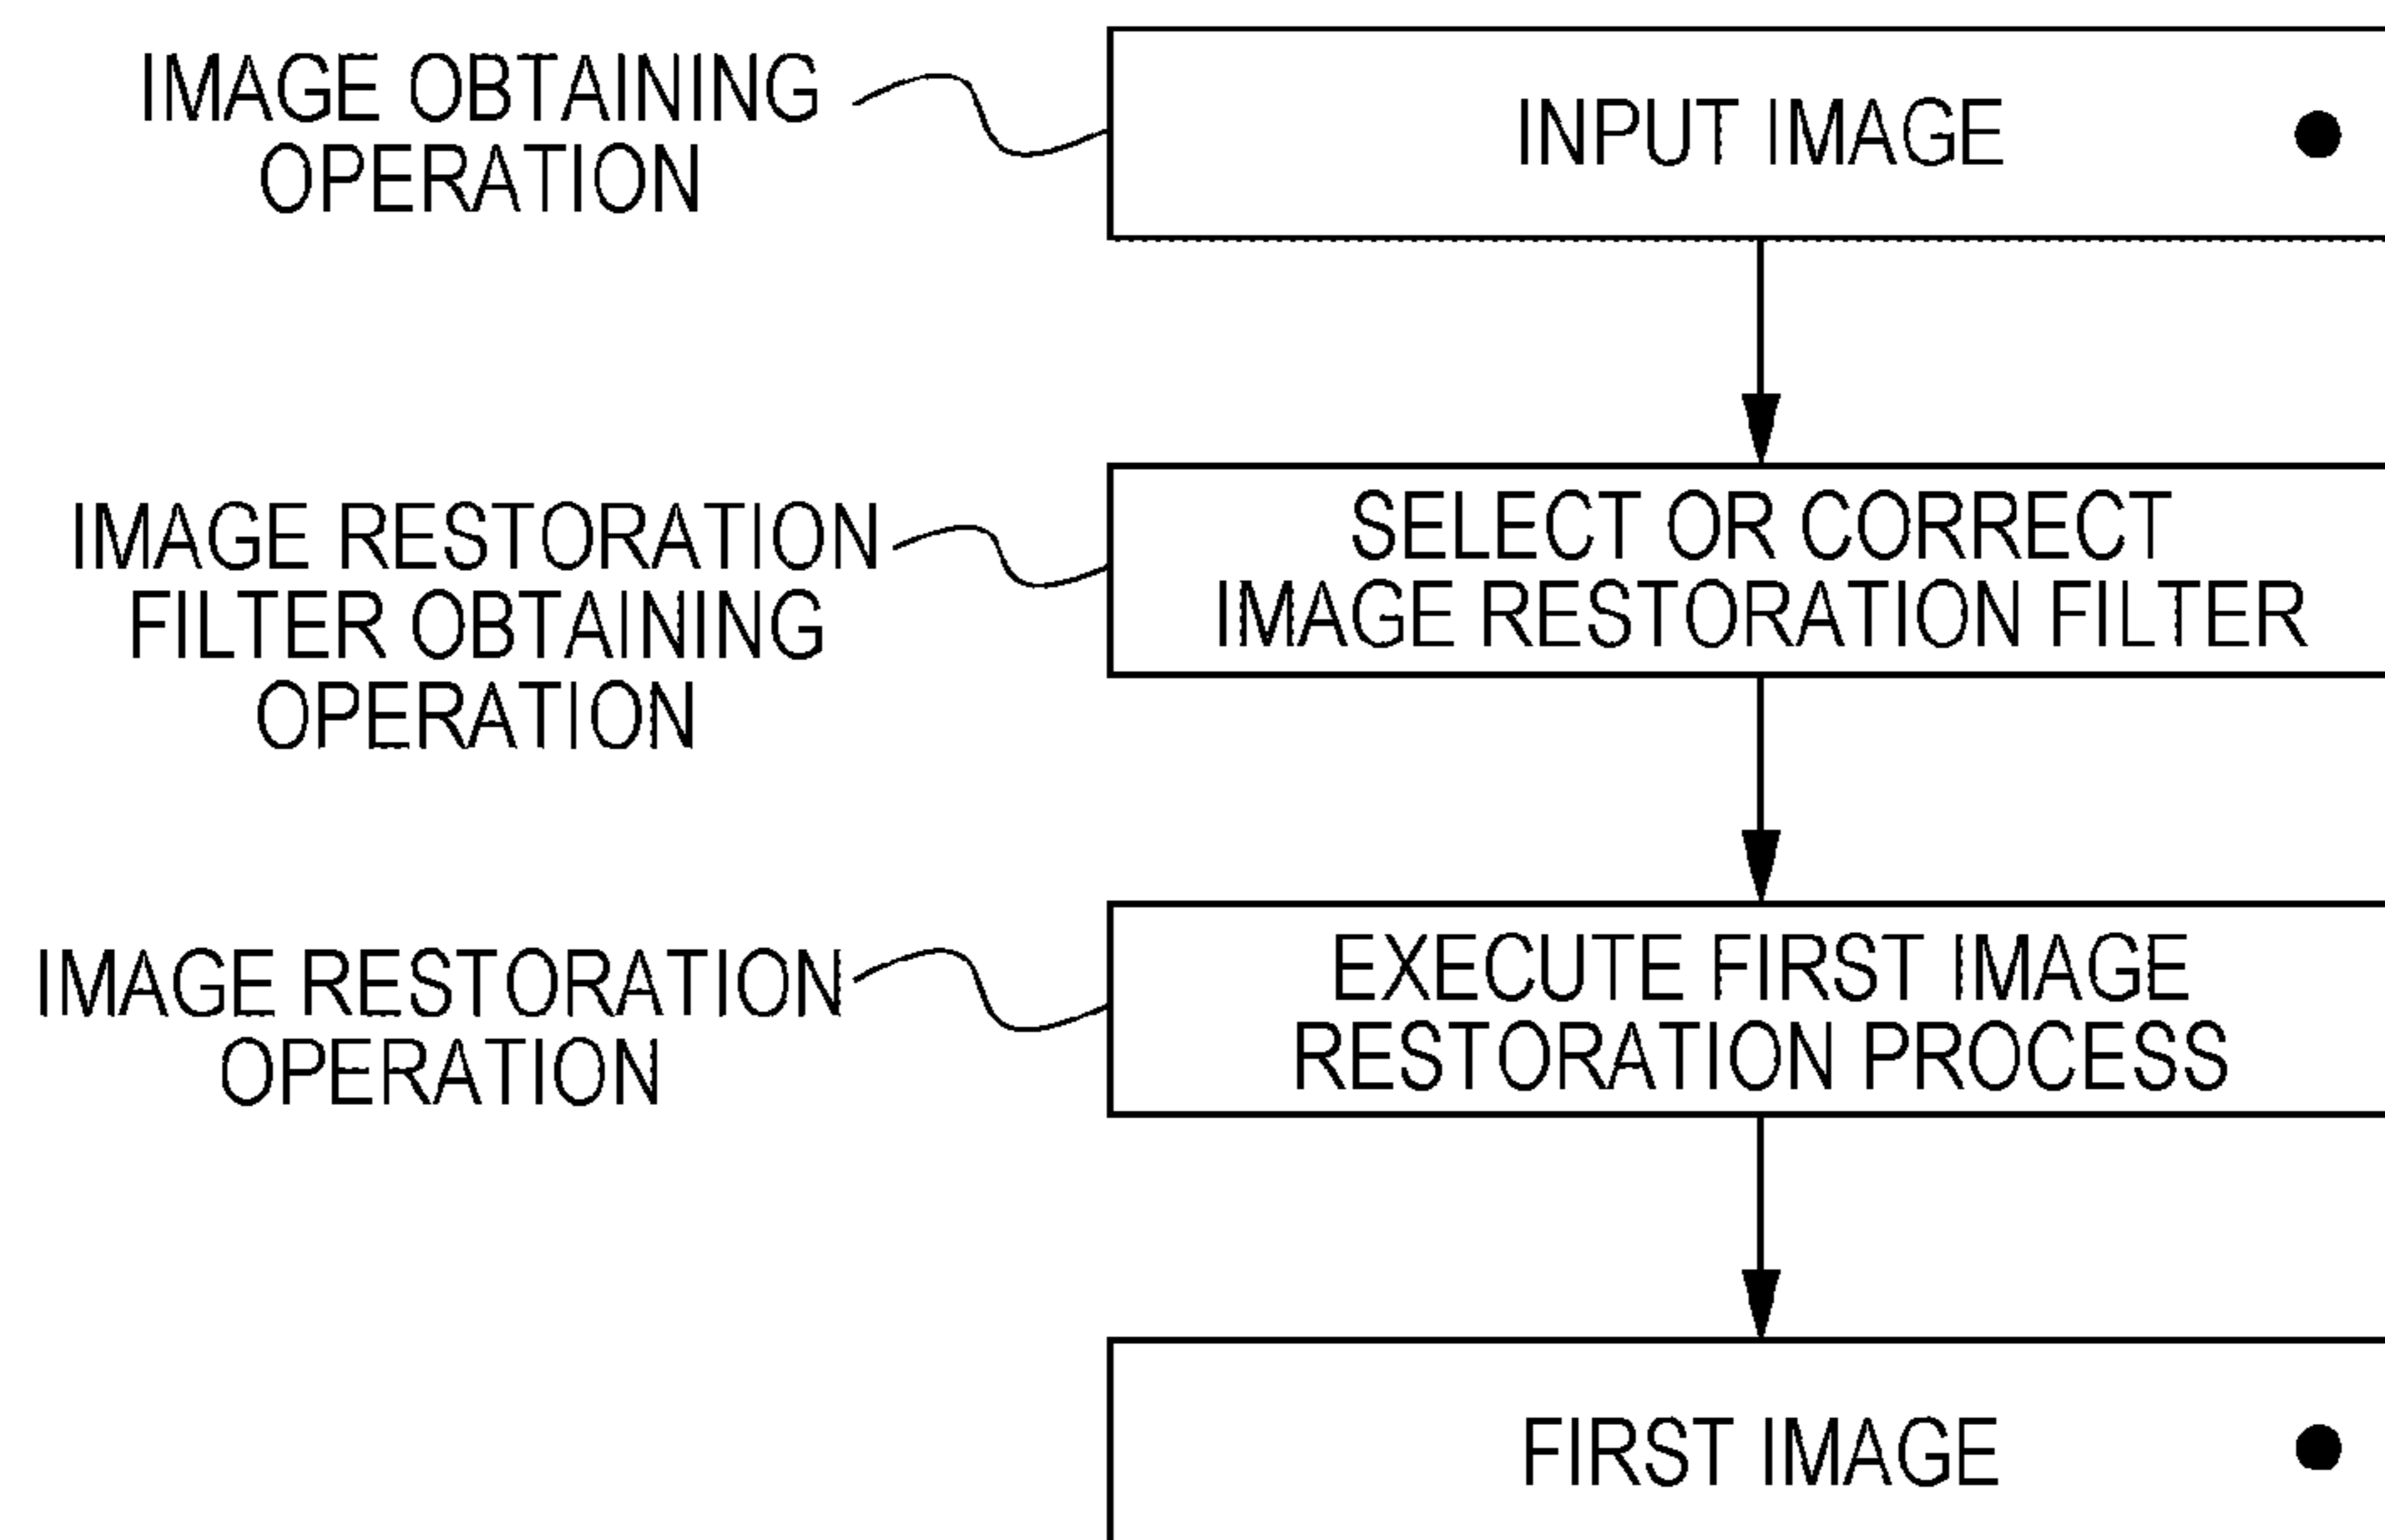 IMAGE OBTAINING
OPERATION
INPUT IMAGE
IMAGE RESTORATION
FILTER OBTAINING
OPERATION
SELECT OR CORRECT
IMAGE RESTORATION FILTER
IMAGE RESTORATION
OPERATION
EXECUTE FIRST IMAGE
RESTORATION PROCESS
FIRST IMAGE